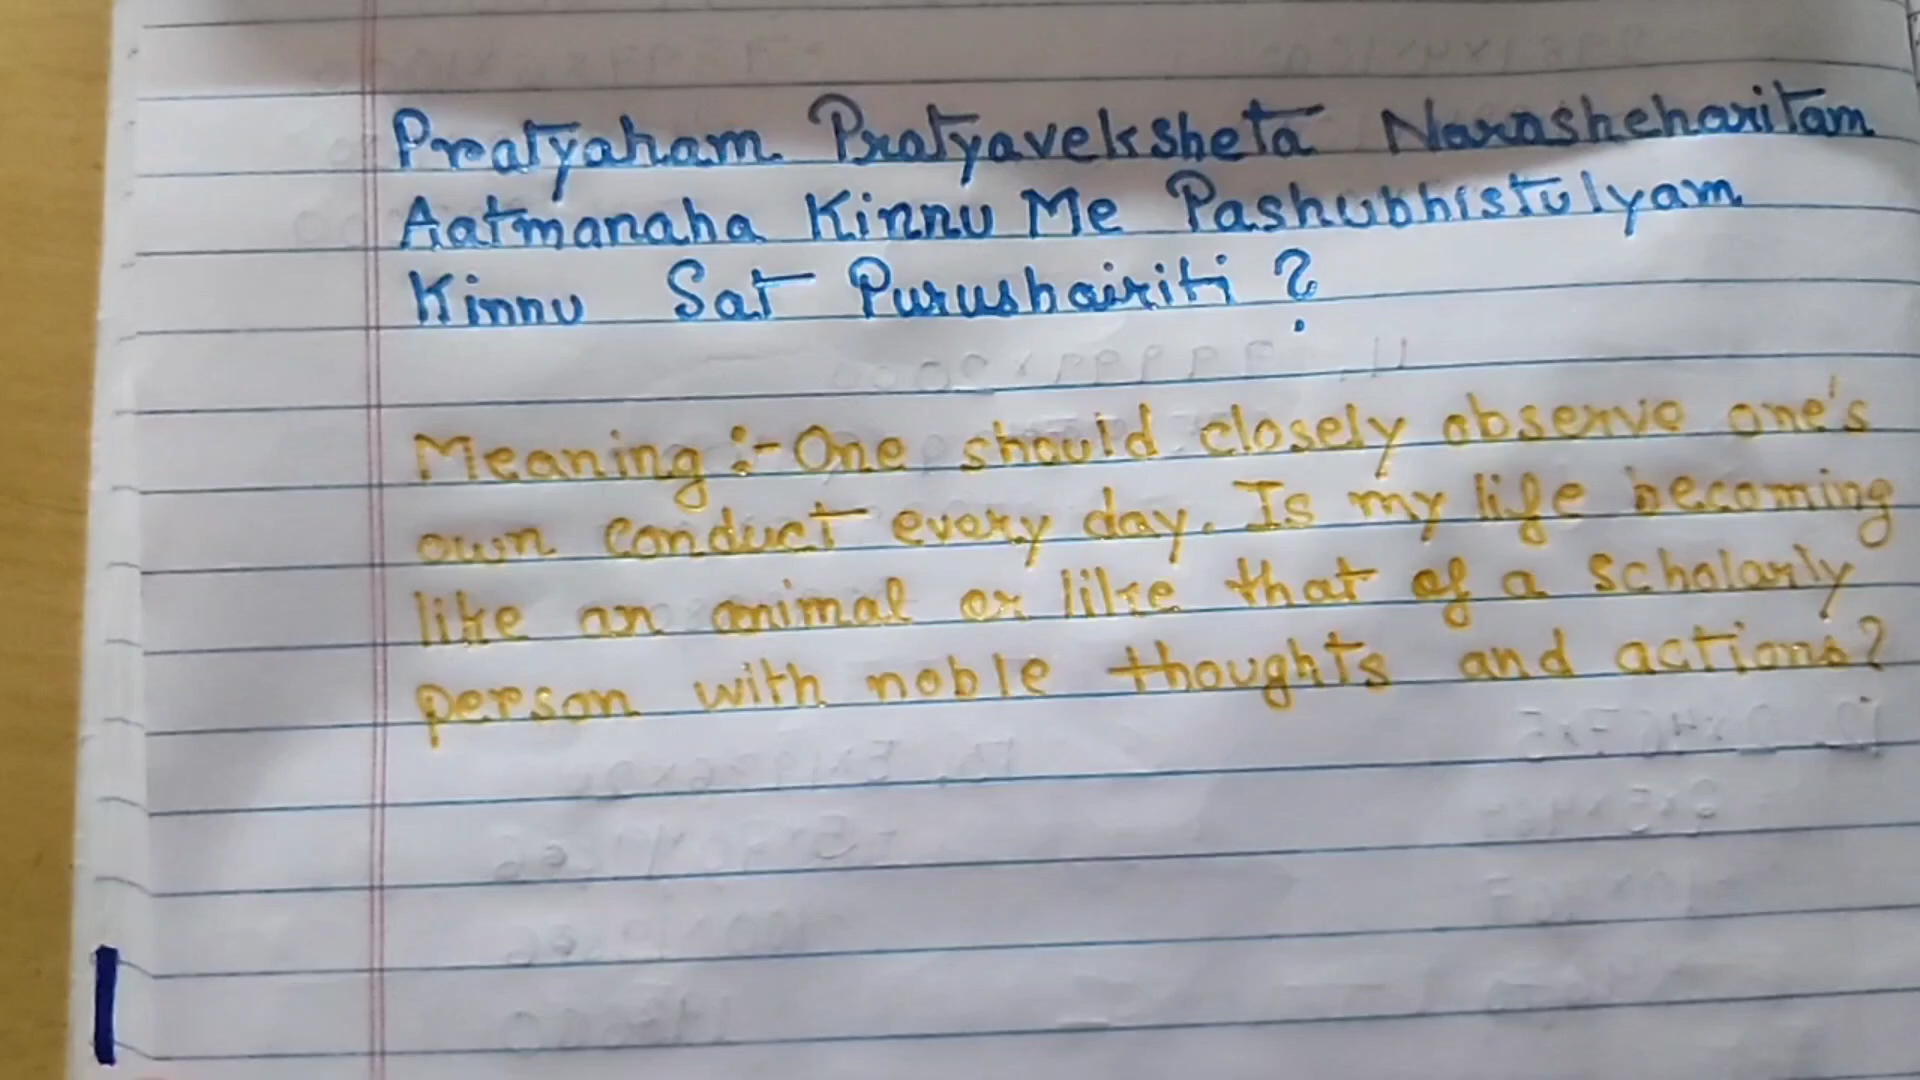 Pratyaham Pratyaveksheta Narasheharitam
Aatmanaha Kinnu Me Pashubhistulyam
Kinnu Sat Purushairiti ?
Meaning :- One should closely observe one's
own conduct every day. Is my life becoming
like an animal or like that of a scholarly
person with noble thoughts and actions?